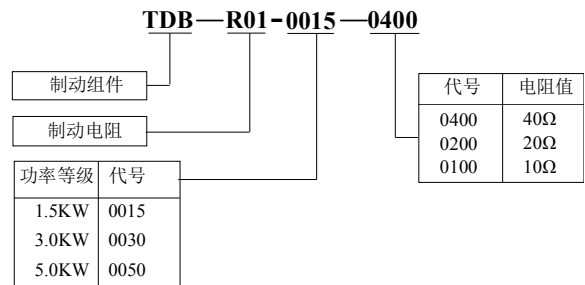 TDB—R01-0015—0400
制动组件
制动电阻
功率等级 代号
1.5KW 0015
3.0KW 0030
5.0KW 0050
代号 电阻值
0400 40Ω
0200 20Ω
0100 10Ω